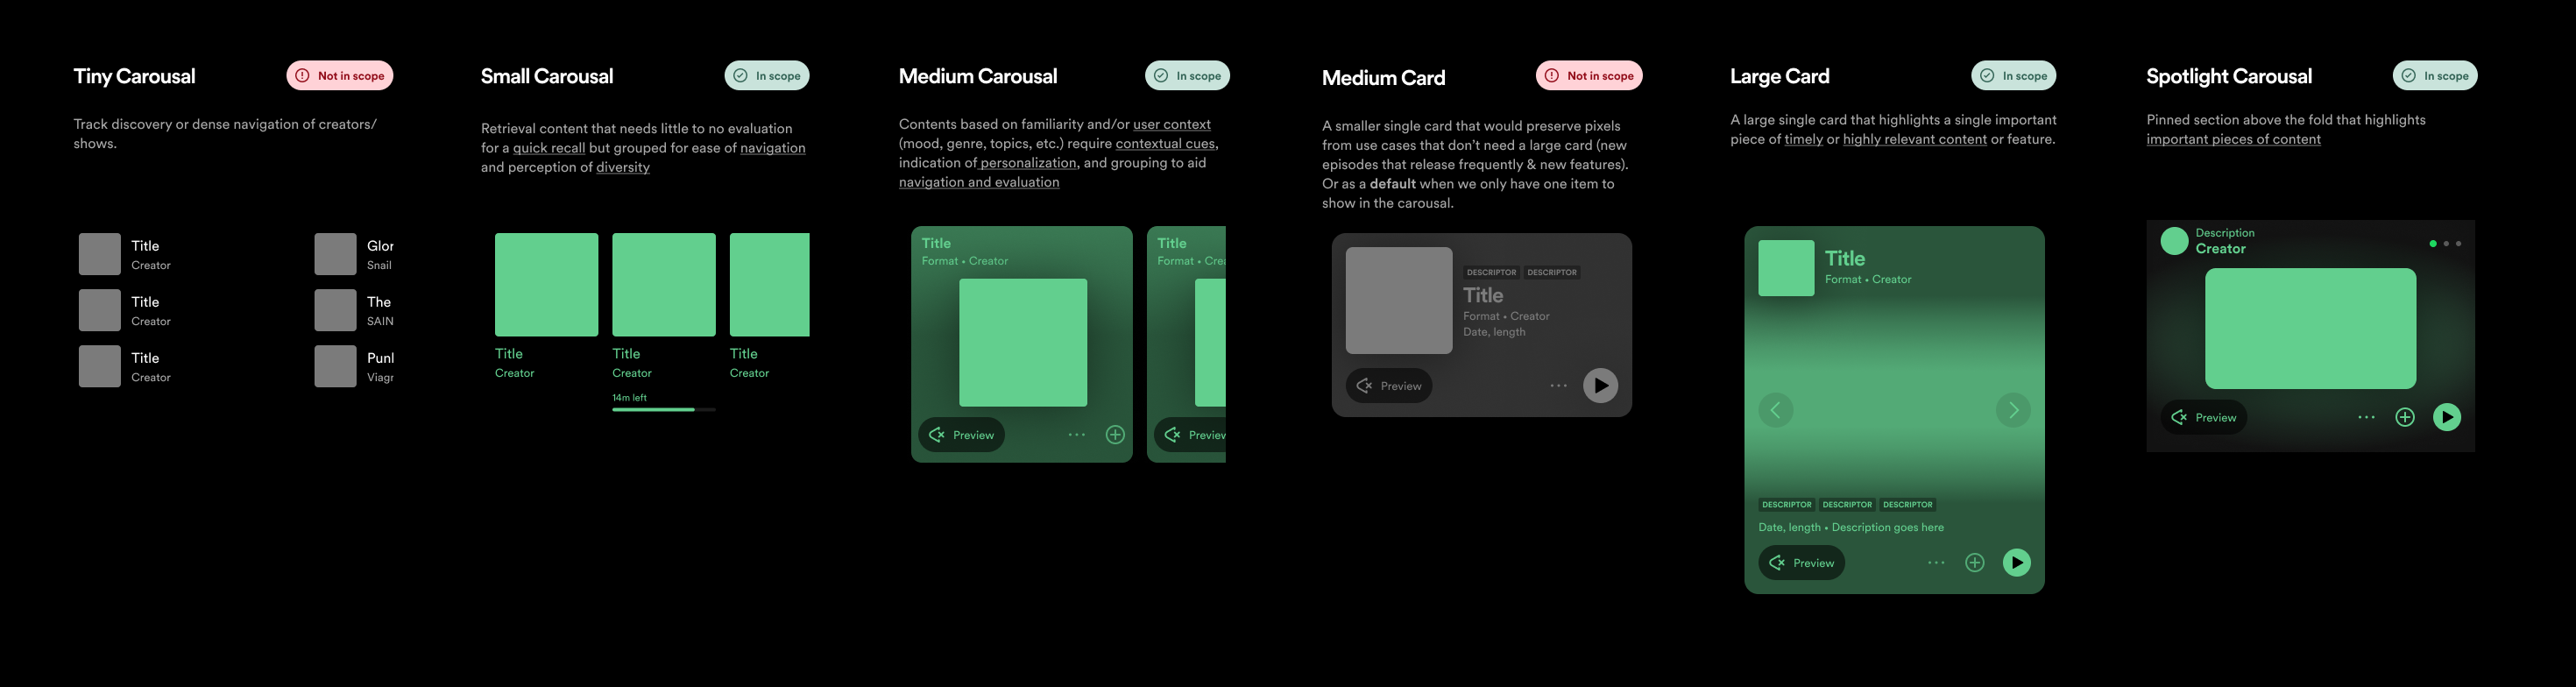 Tiny Carousal
Not in scope
Track discovery or dense navigation of creators/
shows.
Title
Creator
Glor
Snail
Title
Creator
The
SAIN
Title
Creator
Punl
Viagr
Small Carousal
In scope
Retrieval content that needs little to no evaluation
for a quick recall but grouped for ease of navigation
and perception of diversity
Title
Creator
Title
Creator
14m left
Title
Creator
Medium Carousal
In scope
Contents based on familiarity and/or user context
(mood, genre, topics, etc.) require contextual cues,
indication of personalization, and grouping to aid
navigation and evaluation
Title
Format • Creator
Preview
Title
Format • Crea
Preview
Medium Card
Not in scope
A smaller single card that would preserve pixels
from use cases that don’t need a large card (new
episodes that release frequently & new features).
Or as a default when we only have one item to
show in the carousal.
DESCRIPTOR DESCRIPTOR
Title
Format • Creator
Date, length
Preview
Large Card
In scope
A large single card that highlights a single important
piece of timely or highly relevant content or feature.
Title
Format • Creator
DESCRIPTOR DESCRIPTOR DESCRIPTOR
Date, length • Description goes here
Preview
Spotlight Carousal
In scope
Pinned section above the fold that highlights
important pieces of content
Description
Creator
Preview